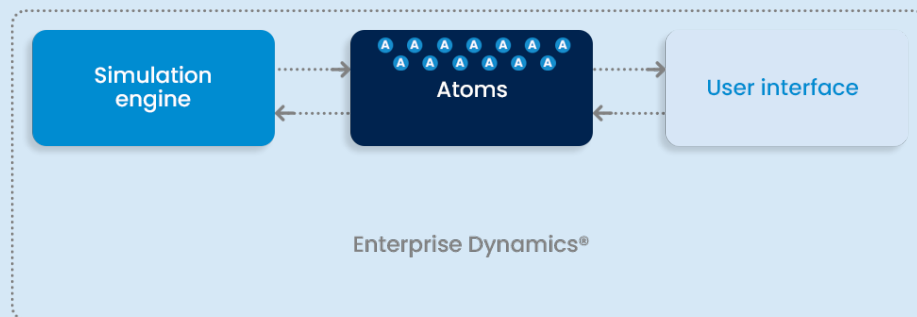 A A A A A A A
A A A A A A
Simulation
engine
Atoms
User interface
Enterprise Dynamics®